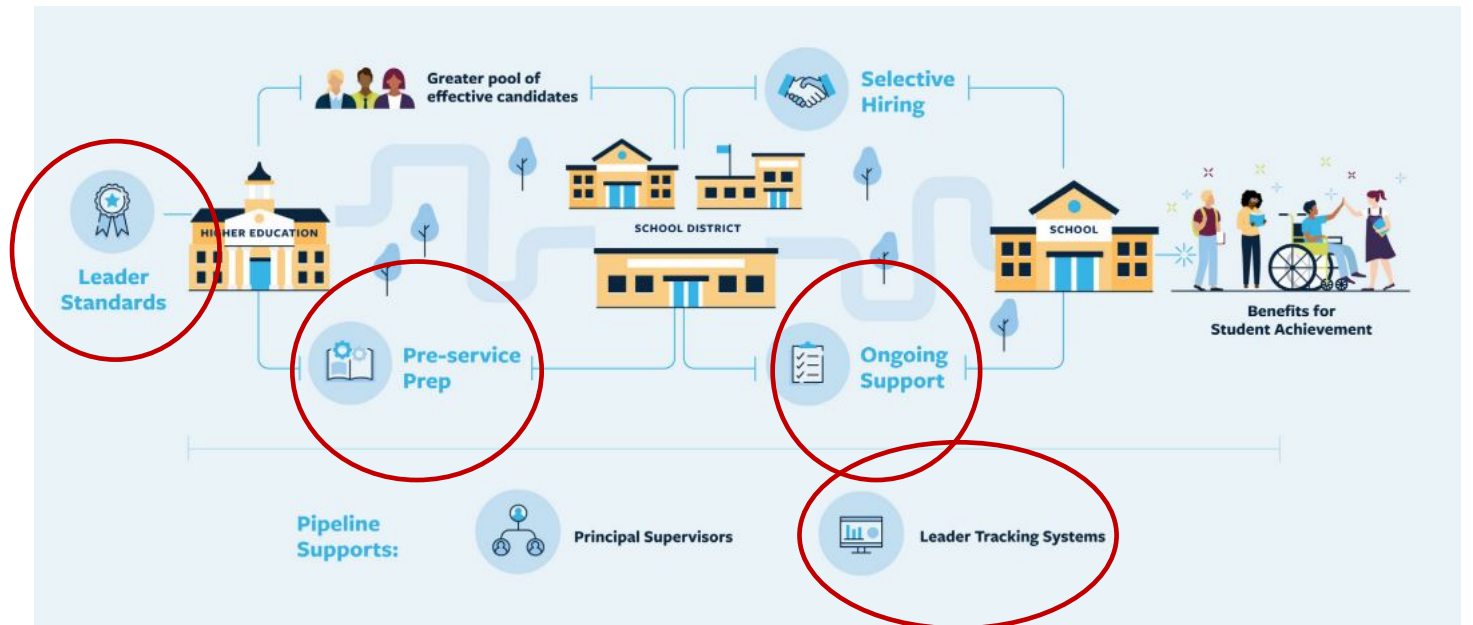 Greater pool of
effective candidates
Selective
Hiring
HIGHER EDUCATION
SCHOOL DISTRICT
SCHOOL
Leader
Standards
Benefits for
Student Achievement
Pre-service
Prep
Ongoing
Support
Pipeline
Supports:
Principal Supervisors
Leader Tracking Systems